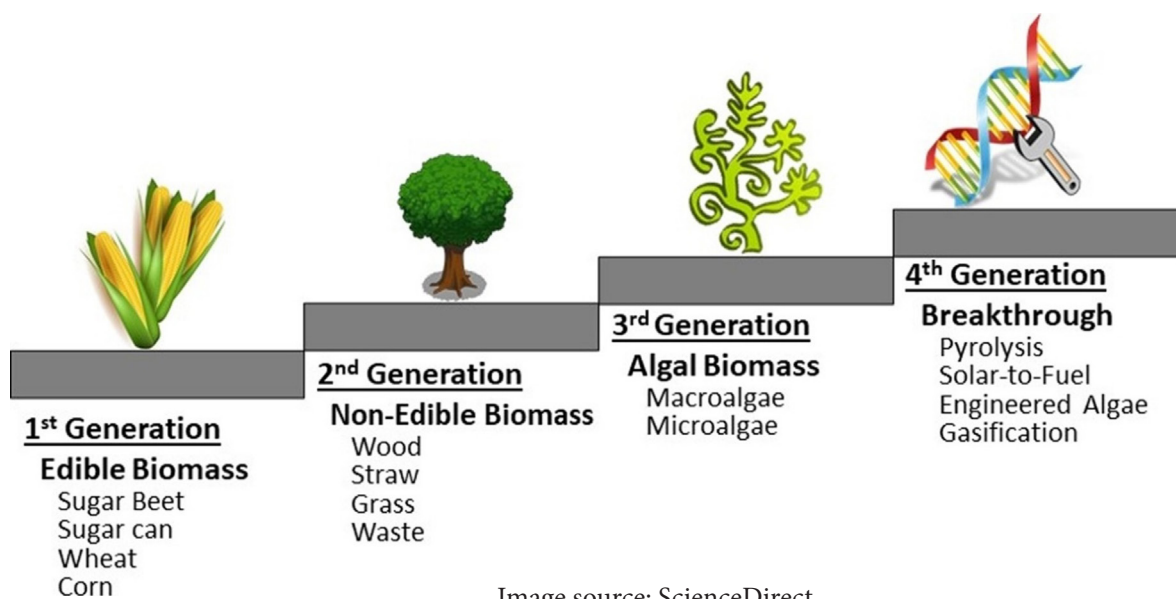 1st Generation
Edible Biomass
Sugar Beet
Sugar can
Wheat
Corn
2nd Generation
Non-Edible Biomass
Wood
Straw
Grass
Waste
3rd Generation
Algal Biomass
Macroalgae
Microalgae
4th Generation
Breakthrough
Pyrolysis
Solar-to-Fuel
Engineered Algae
Gasification
Image source: ScienceDirect